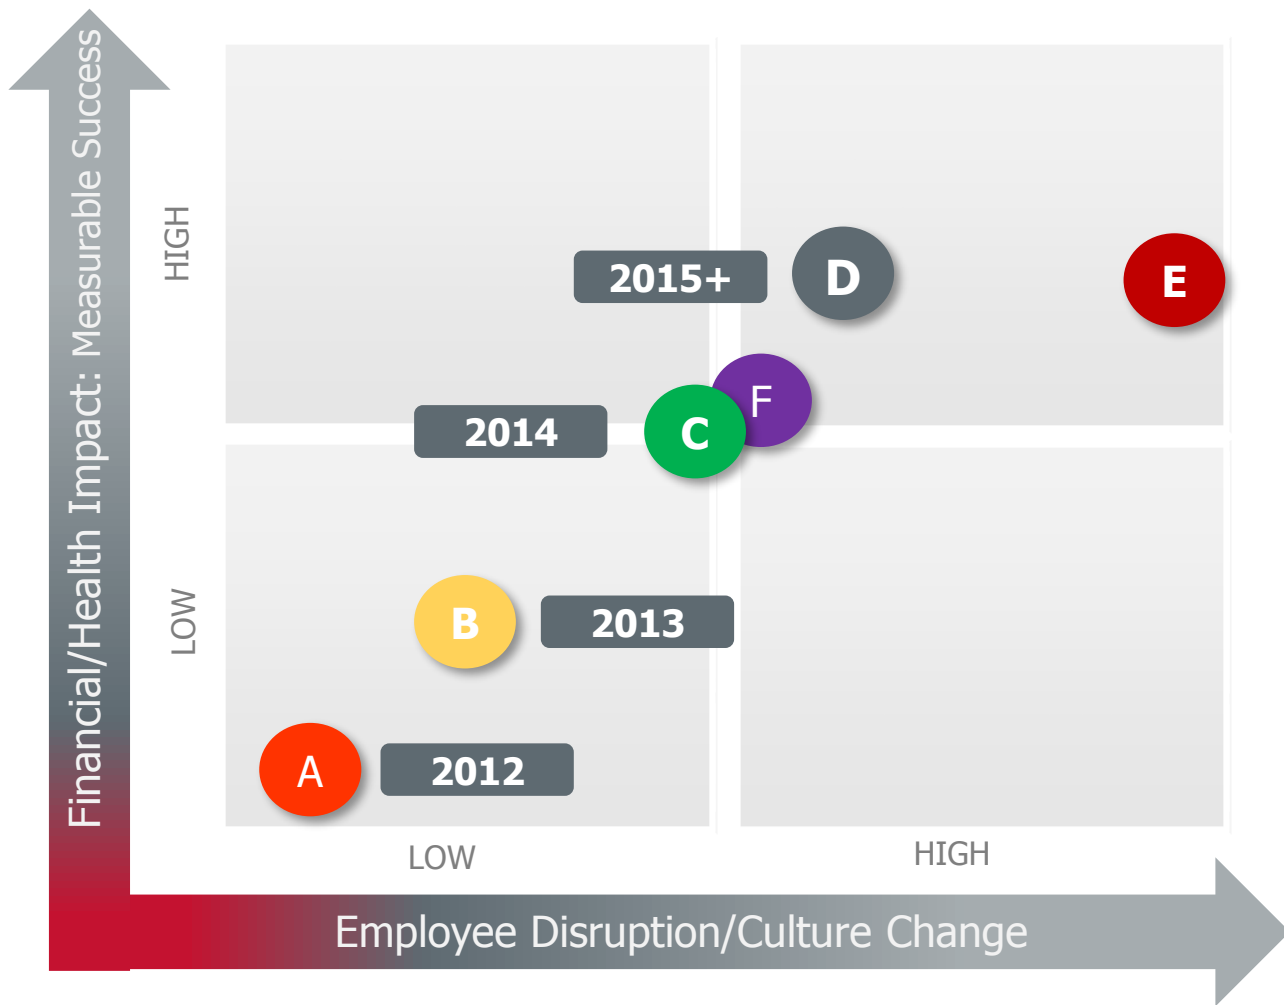 Financial/Health Impact: Measurable Success
HIGH
LOW
2015+
D
E
F
2014
C
B
2013
A
2012
LOW
HIGH
Employee Disruption/Culture Change